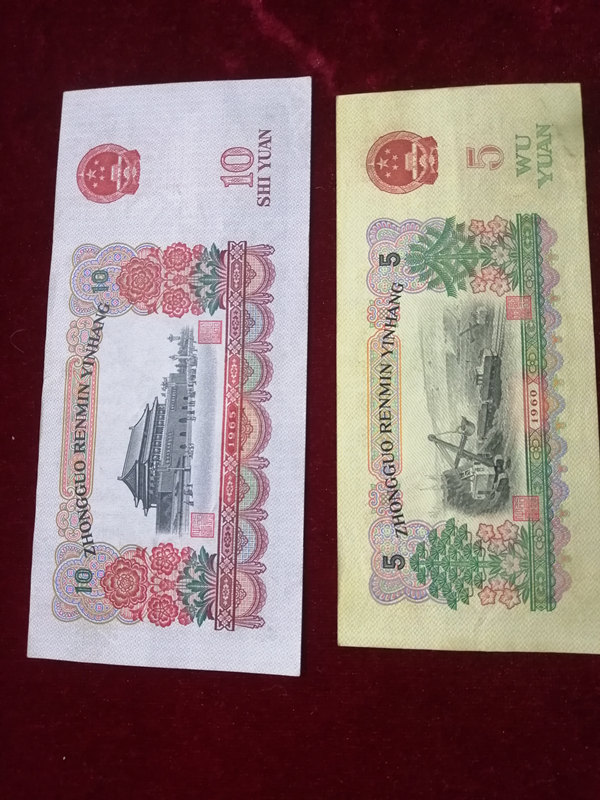 10
SHI YUAN
ZHONGGUO RENMIN YINHANG 10
1965
10
5
WU
YUAN
ZHONGGUO RENMIN YINHANG 5
1960
5